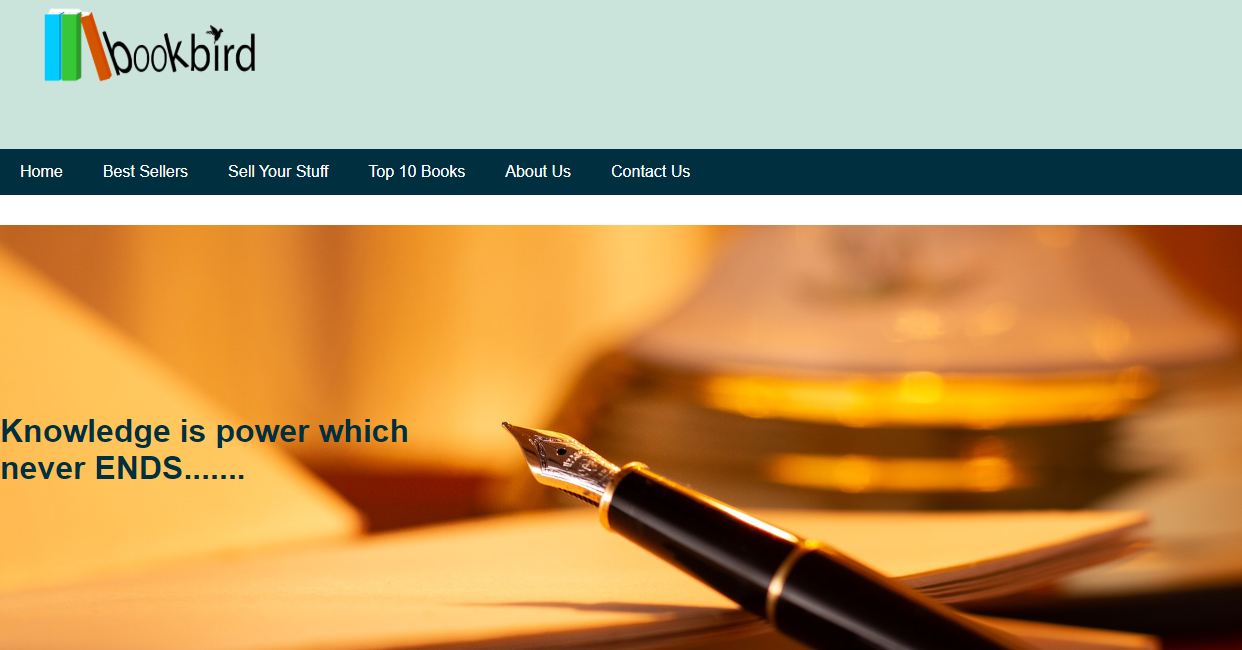 bookbird
Home Best Sellers Sell Your Stuff Top 10 Books About Us Contact Us
Knowledge is power which
never ENDS.......